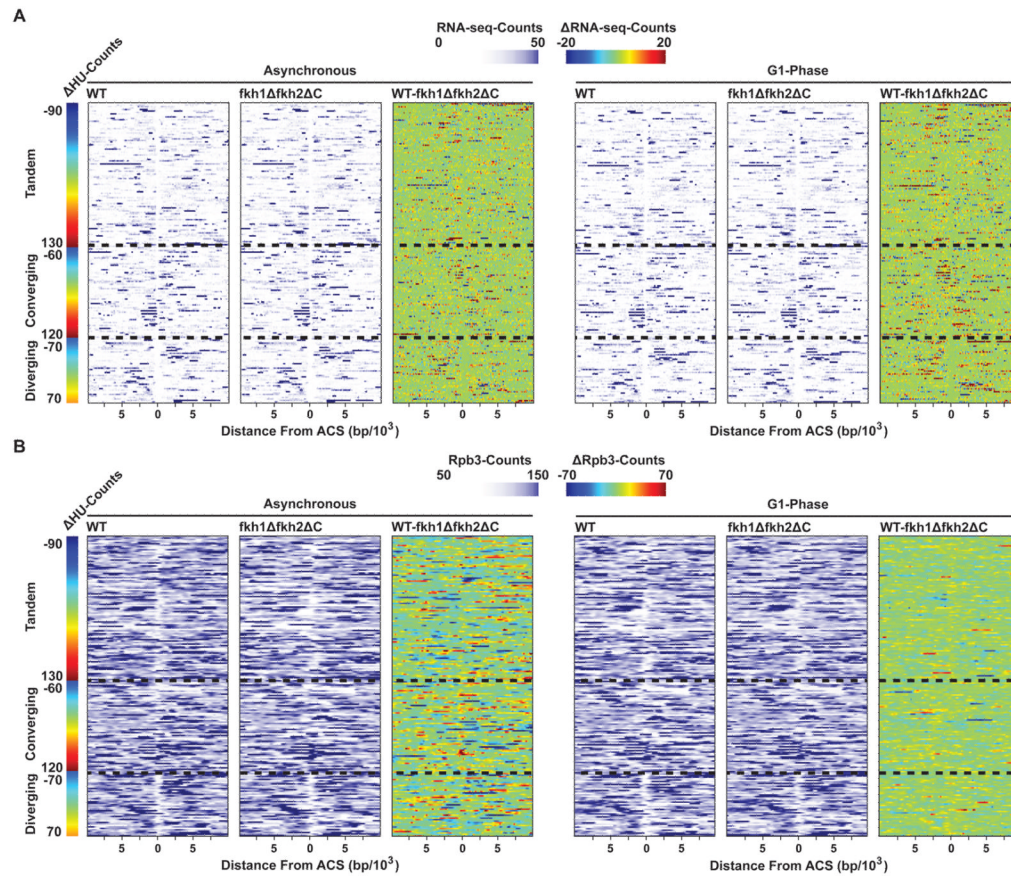 A
RNA-seq-Counts
0 50
ΔRNA-seq-Counts
-20 20
ΔHU-Counts
Asynchronous
G1-Phase
WT fkh1Δfkh2ΔC WT-fkh1Δfkh2ΔC WT fkh1Δfkh2ΔC WT-fkh1Δfkh2ΔC
-90
Tandem
130
-60
Converging
120
-70
Diverging
70
5 0 5 5 0 5 5 0 5 5 0 5 5 0 5 5 0 5
Distance From ACS (bp/10³) Distance From ACS (bp/10³)
B
Rpb3-Counts
50 150
ΔRpb3-Counts
-70 70
ΔHU-Counts
Asynchronous
G1-Phase
WT fkh1Δfkh2ΔC WT-fkh1Δfkh2ΔC WT fkh1Δfkh2ΔC WT-fkh1Δfkh2ΔC
-90
Tandem
130
-60
Converging
120
-70
Diverging
70
5 0 5 5 0 5 5 0 5 5 0 5 5 0 5 5 0 5
Distance From ACS (bp/10³) Distance From ACS (bp/10³)